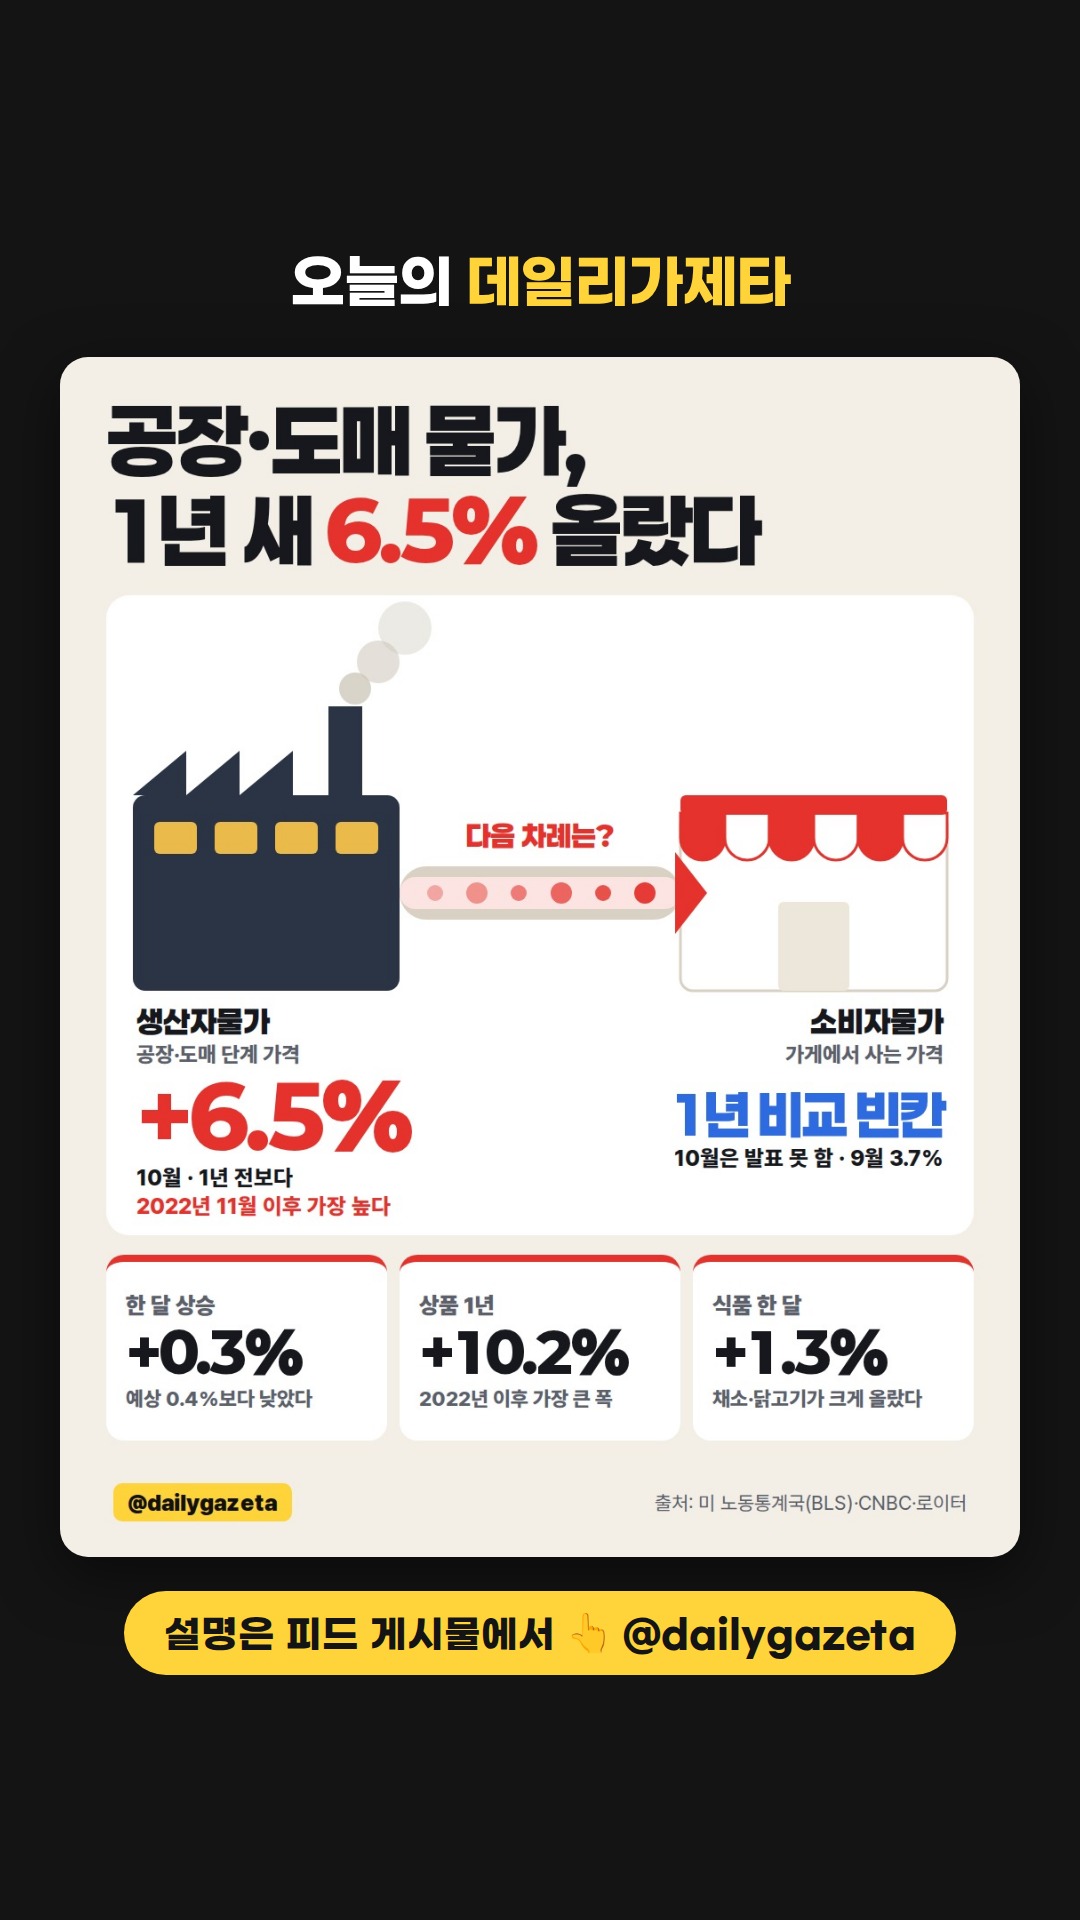 오늘의 데일리가제타
공장·도매 물가,
1년 새 6.5% 올랐다
다음 차례는?
생산자물가
공장·도매 단계 가격
+6.5%
10월 · 1년 전보다
2022년 11월 이후 가장 높다
소비자물가
가게에서 사는 가격
1년 비교 빈칸
10월은 발표 못 함 · 9월 3.7%
한 달 상승
+0.3%
예상 0.4%보다 낮았다
상품 1년
+10.2%
2022년 이후 가장 큰 폭
식품 한 달
+1.3%
채소·닭고기가 크게 올랐다
@dailygazeta
출처: 미 노동통계국(BLS)·CNBC·로이터
설명은 피드 게시물에서 👆 @dailygazeta